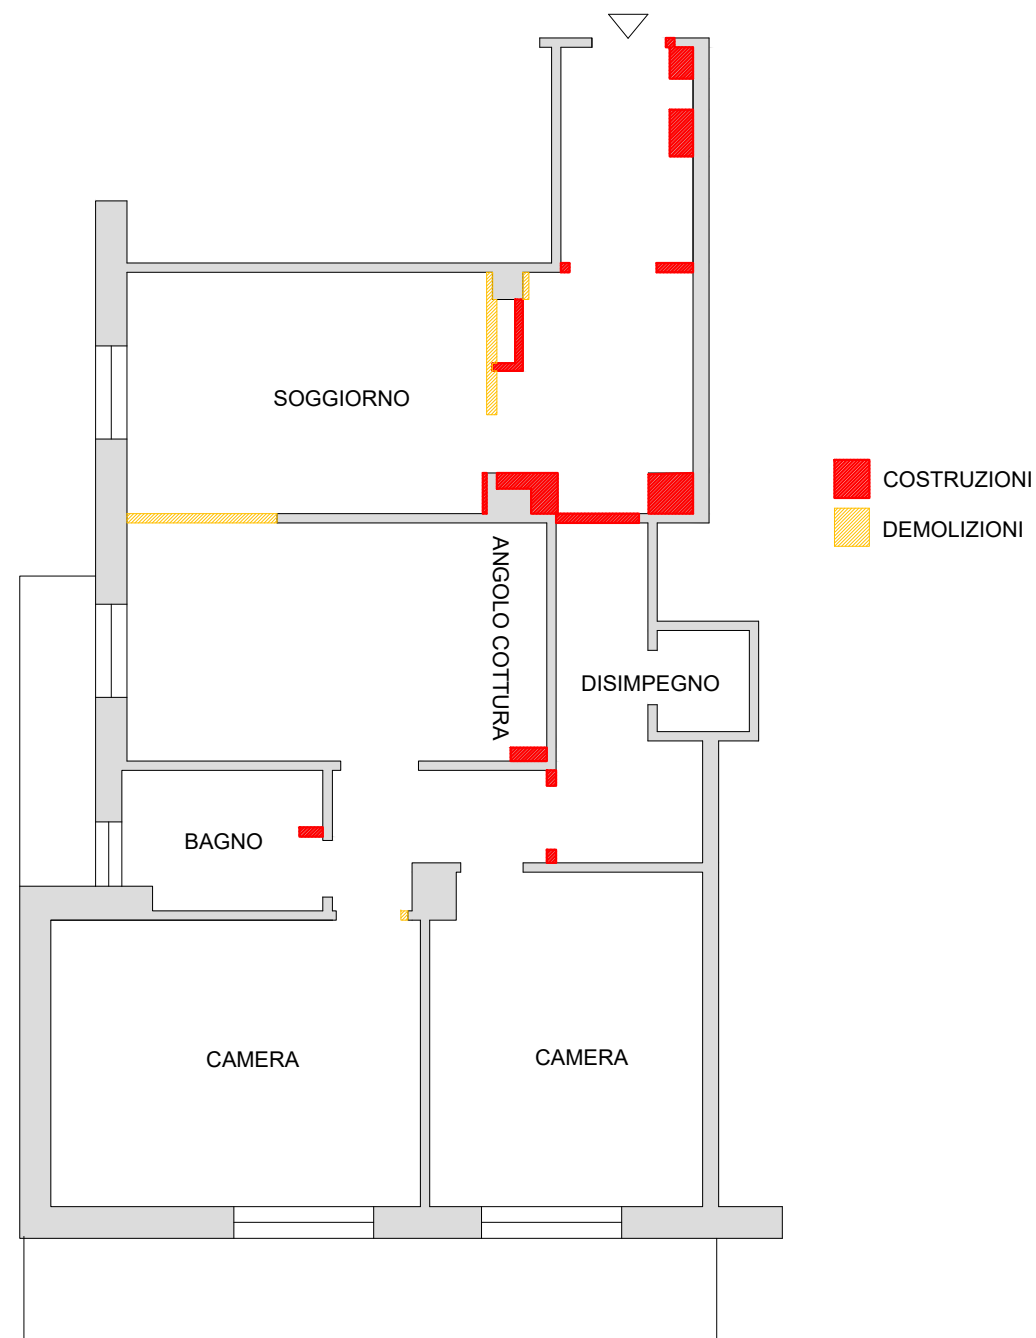 SOGGIORNO
COSTRUZIONI
DEMOLIZIONI
ANGOLO COTTURA
DISIMPEGNO
BAGNO
CAMERA
CAMERA